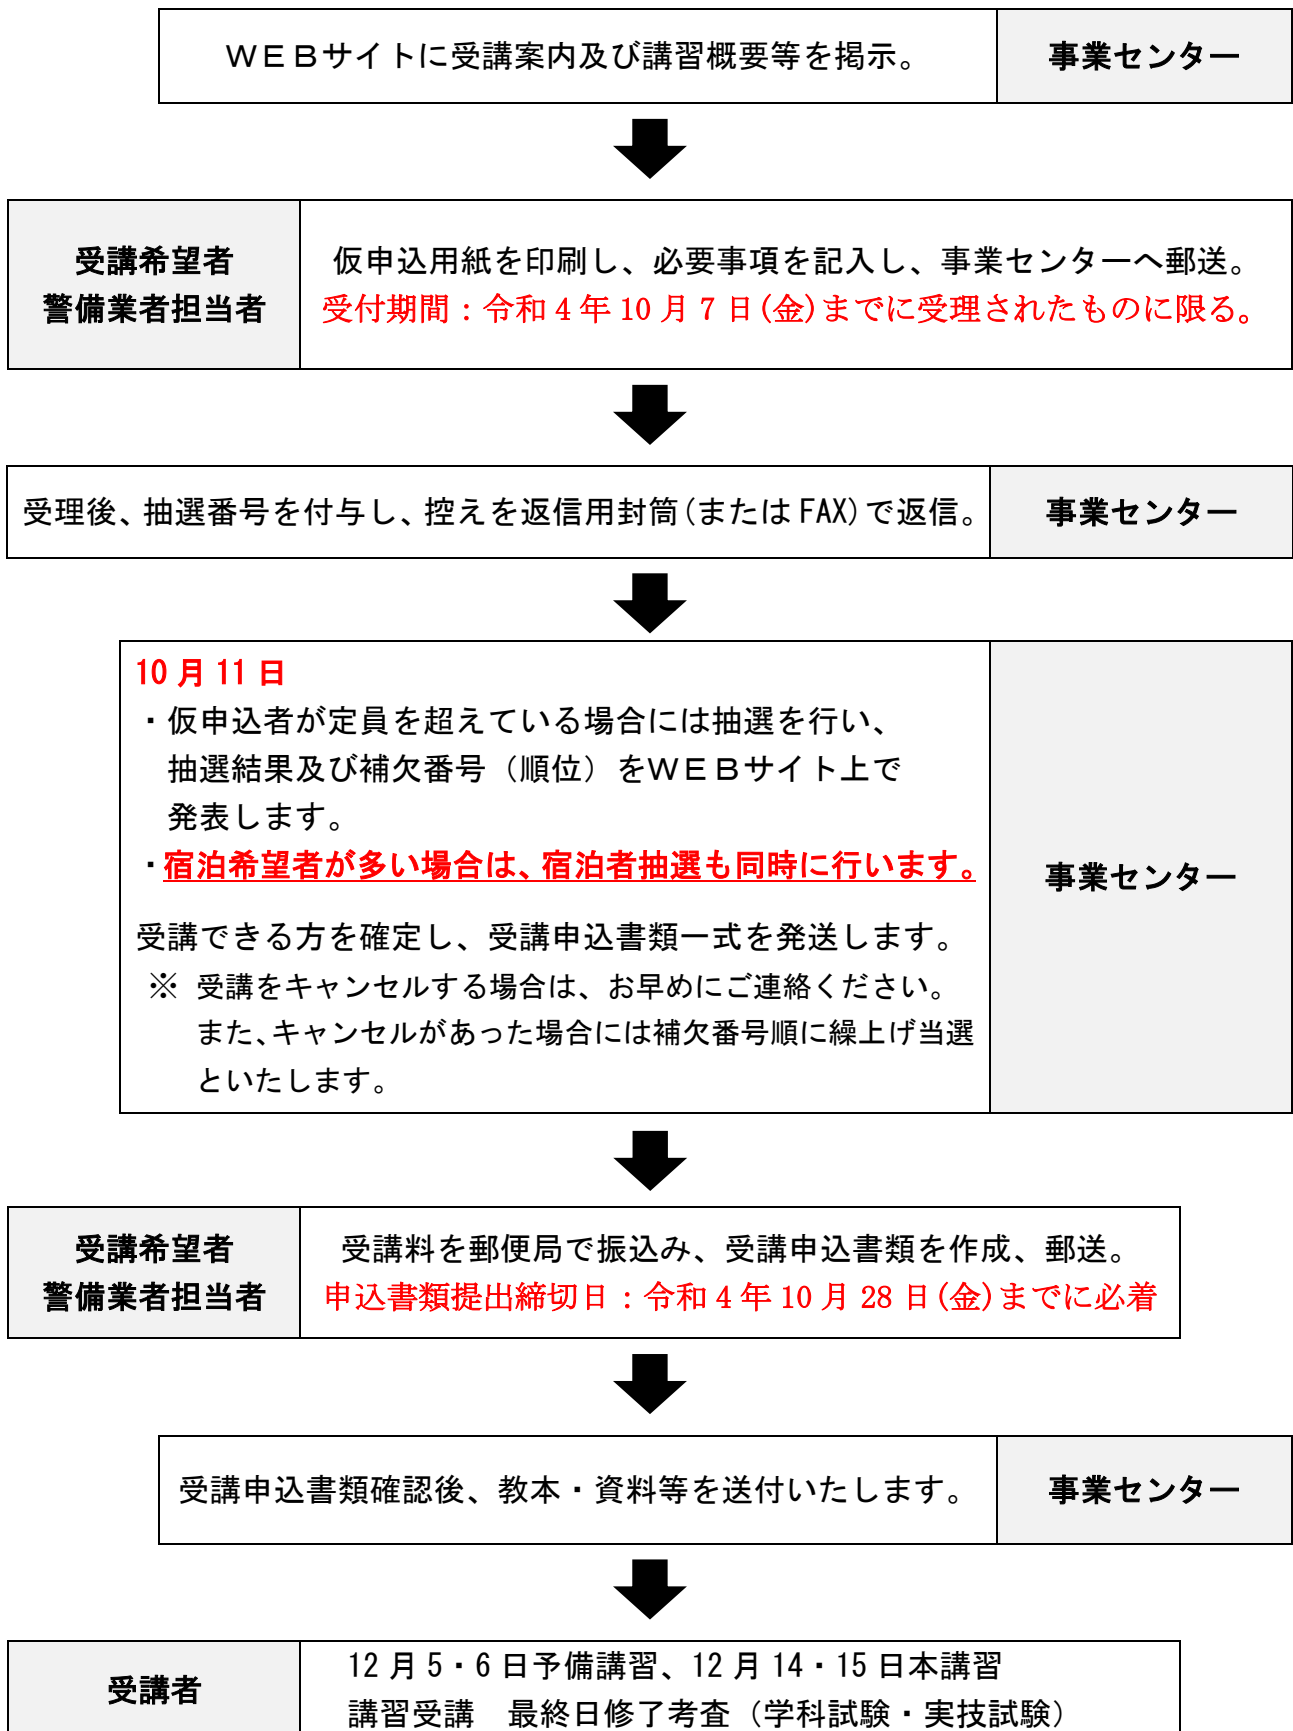 ＷＥＢサイトに受講案内及び講習概要等を掲示。
事業センター
受講希望者
警備業者担当者
仮申込用紙を印刷し、必要事項を記入し、事業センターへ郵送。
受付期間：令和４年10月７日(金)までに受理されたものに限る。
受理後、抽選番号を付与し、控えを返信用封筒(またはFAX)で返信。
事業センター
10月11日
・仮申込者が定員を超えている場合には抽選を行い、
抽選結果及び補欠番号（順位）をＷＥＢサイト上で
発表します。
・宿泊希望者が多い場合は、宿泊者抽選も同時に行います。
受講できる方を確定し、受講申込書類一式を発送します。
※ 受講をキャンセルする場合は、お早めにご連絡ください。
また、キャンセルがあった場合には補欠番号順に繰上げ当選
といたします。
事業センター
受講希望者
警備業者担当者
受講料を郵便局で振込み、受講申込書類を作成、郵送。
申込書類提出締切日：令和４年10月28日(金)までに必着
受講申込書類確認後、教本・資料等を送付いたします。
事業センター
受講者
12月5・6日予備講習、12月14・15日本講習
講習受講　最終日修了考査（学科試験・実技試験）